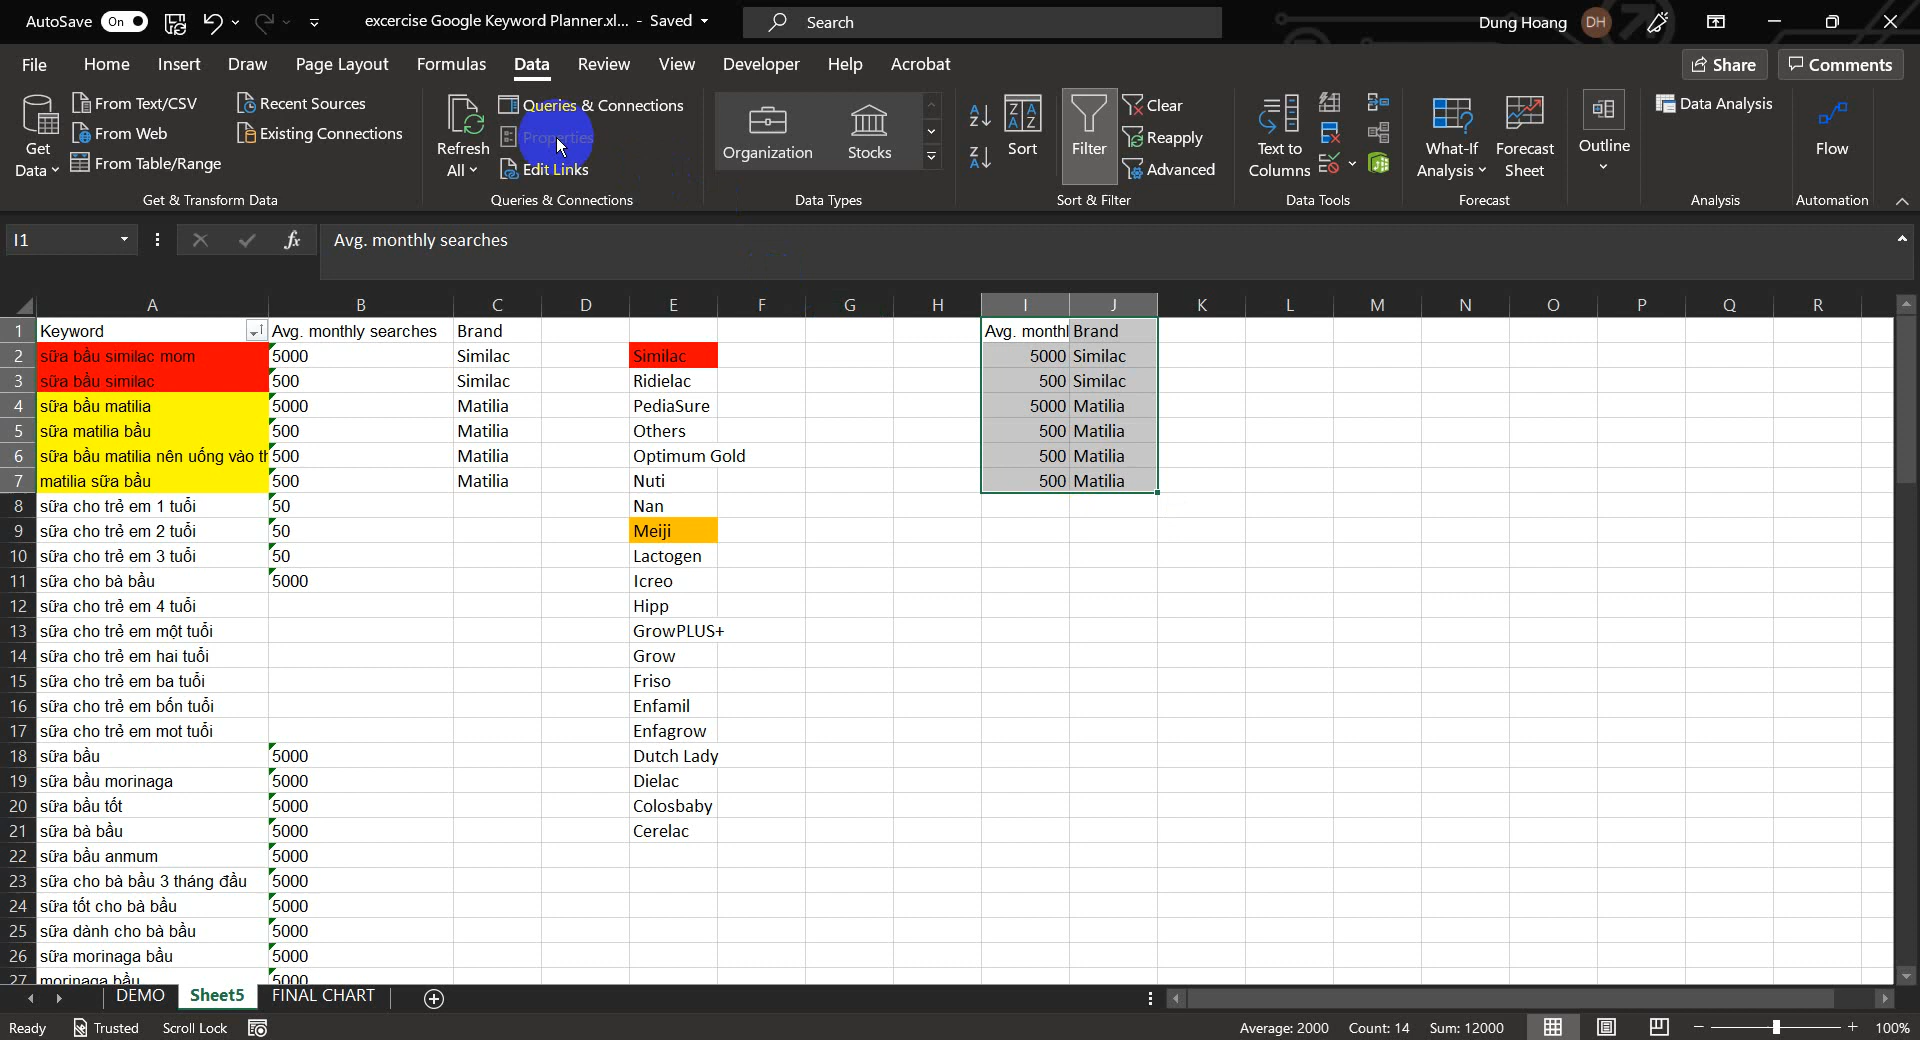 AutoSave On excercise Google Keyword Planner.xl... - Saved Search Dung Hoang DH
File Home Insert Draw Page Layout Formulas Data Review View Developer Help Acrobat Share Comments
Get Data
From Text/CSV
From Web
From Table/Range
Recent Sources
Existing Connections
Get & Transform Data
Refresh All
Queries & Connections
Properties
Edit Links
Queries & Connections
Organization
Stocks
Data Types
Sort
Filter
Clear
Reapply
Advanced
Sort & Filter
Text to Columns
Data Tools
What-If Analysis
Forecast Sheet
Forecast
Outline
Data Analysis
Analysis
Flow
Automation
I1 fx Avg. monthly searches
A B C D E F G H I J K L M N O P Q R
1 Keyword Avg. monthly searches Brand Avg. monthl Brand
2 sữa bầu similac mom 5000 Similac Similac 5000 Similac
3 sữa bầu similac 500 Similac Ridielac 500 Similac
4 sữa bầu matilia 5000 Matilia PediaSure 5000 Matilia
5 sữa matilia bầu 500 Matilia Others 500 Matilia
6 sữa bầu matilia nên uống vào th 500 Matilia Optimum Gold 500 Matilia
7 matilia sữa bầu 500 Matilia Nuti 500 Matilia
8 sữa cho trẻ em 1 tuổi 50 Nan
9 sữa cho trẻ em 2 tuổi 50 Meiji
10 sữa cho trẻ em 3 tuổi 50 Lactogen
11 sữa cho bà bầu 5000 Icreo
12 sữa cho trẻ em 4 tuổi Hipp
13 sữa cho trẻ em một tuổi GrowPLUS+
14 sữa cho trẻ em hai tuổi Grow
15 sữa cho trẻ em ba tuổi Friso
16 sữa cho trẻ em bốn tuổi Enfamil
17 sữa cho trẻ em mot tuổi Enfagrow
18 sữa bầu 5000 Dutch Lady
19 sữa bầu morinaga 5000 Dielac
20 sữa bầu tốt 5000 Colosbaby
21 sữa bà bầu 5000 Cerelac
22 sữa bầu anmum 5000
23 sữa cho bà bầu 3 tháng đầu 5000
24 sữa tốt cho bà bầu 5000
25 sữa dành cho bà bầu 5000
26 sữa morinaga bầu 5000
27 morinaga bầu 5000
DEMO Sheet5 FINAL CHART
Ready Trusted Scroll Lock Average: 2000 Count: 14 Sum: 12000 100%